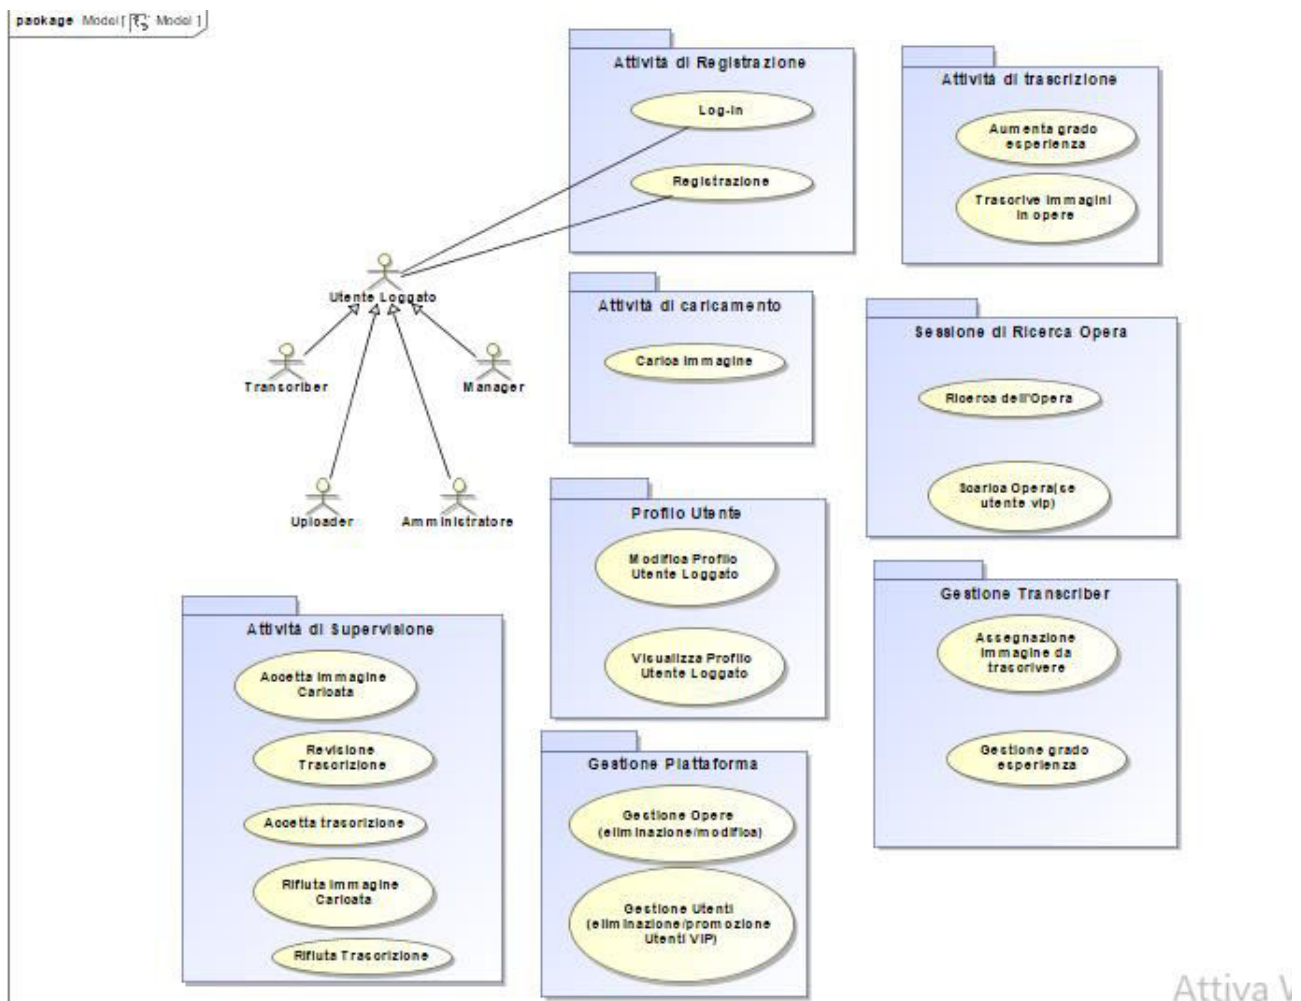 package Model [ Model ]
Attività di Registrazione
Log-in
Registrazione
Attività di trascrizione
Aumenta grado
esperienza
Trascrive immagini
in opere
Utente Loggato
Transcriber
Manager
Uploader
Amministratore
Attività di caricamento
Carica immagine
Sessione di Ricerca Opera
Ricerca dell'Opera
Scarica Opera(se
utente vip)
Profilo Utente
Modifica Profilo
Utente Loggato
Visualizza Profilo
Utente Loggato
Gestione Transcriber
Assegnazione
immagine da
trascrivere
Gestione grado
esperienza
Attività di Supervisione
Accetta immagine
Caricata
Revisione
Trascrizione
Accetta trascrizione
Rifiuta immagine
Caricata
Rifiuta Trascrizione
Gestione Piattaforma
Gestione Opere
(eliminazione/modifica)
Gestione Utenti
(eliminazione/promozione
Utenti VIP)
Attiva V